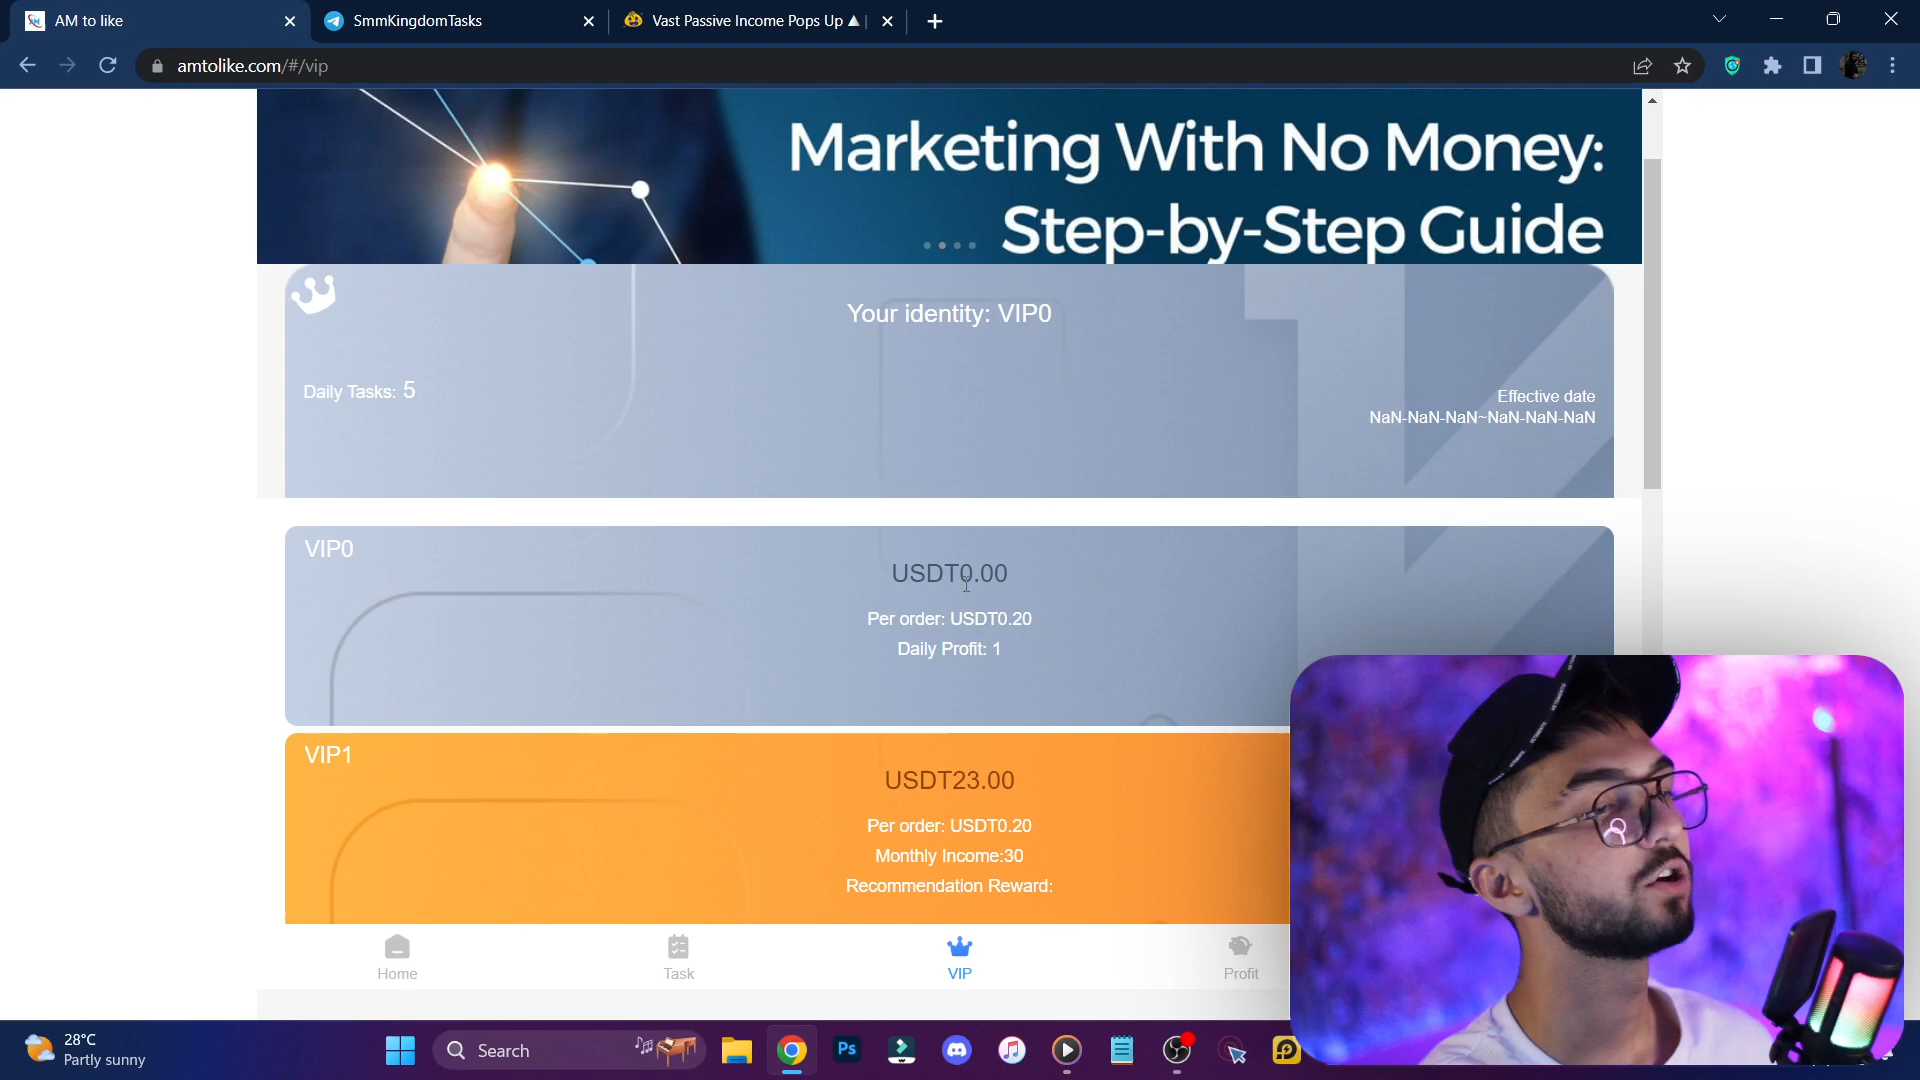 AM to like
SmmKingdomTasks
Vast Passive Income Pops Up ▲ |
amtolike.com/#/vip
Marketing With No Money:
Step-by-Step Guide
Your identity: VIP0
Daily Tasks: 5
Effective date
NaN-NaN-NaN~NaN-NaN-NaN
VIP0
USDT0.00
Per order: USDT0.20
Daily Profit: 1
VIP1
USDT23.00
Per order: USDT0.20
Monthly Income:30
Recommendation Reward:
Home
Task
VIP
Profit
28°C
Partly sunny
Search
Ps